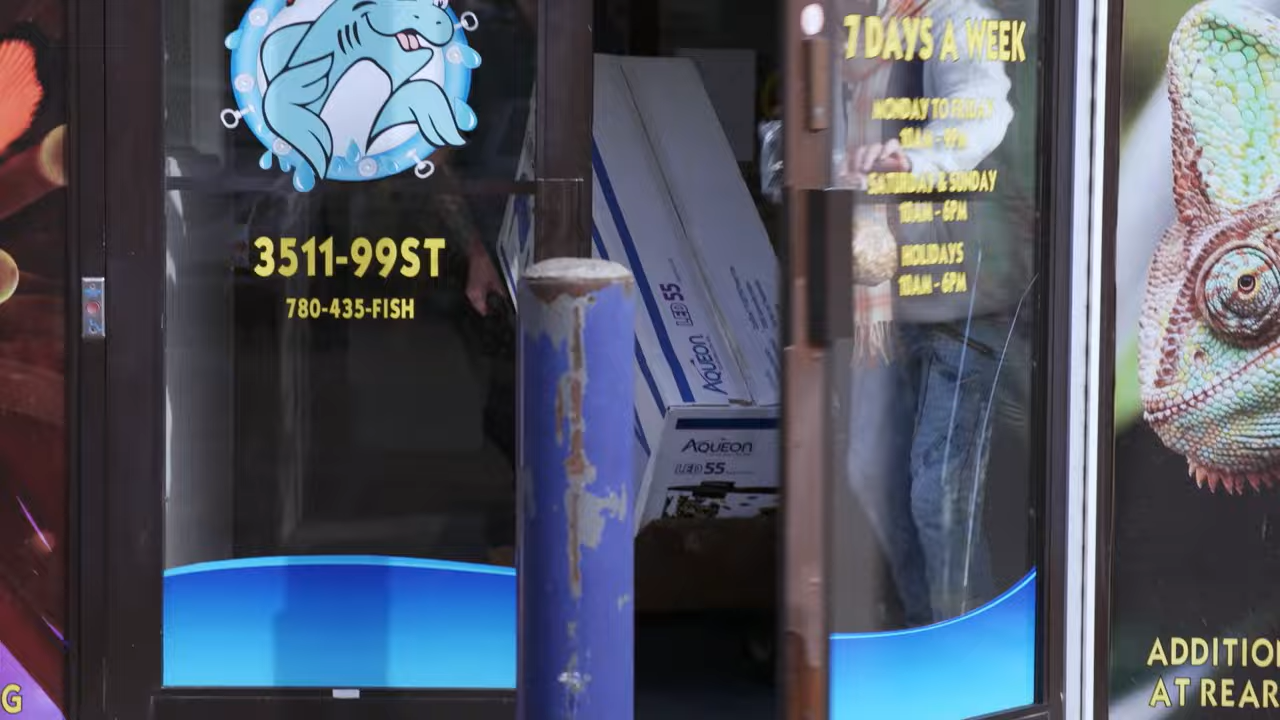 3511-99ST
780-435-FISH
LED 55
AQUEON
AQUEON
LED 55
7 DAYS A WEEK
MONDAY TO FRIDAY
10AM - 9PM
SATURDAY & SUNDAY
10AM - 6PM
HOLIDAYS
10AM - 6PM
ADDITIO
AT REAR
G